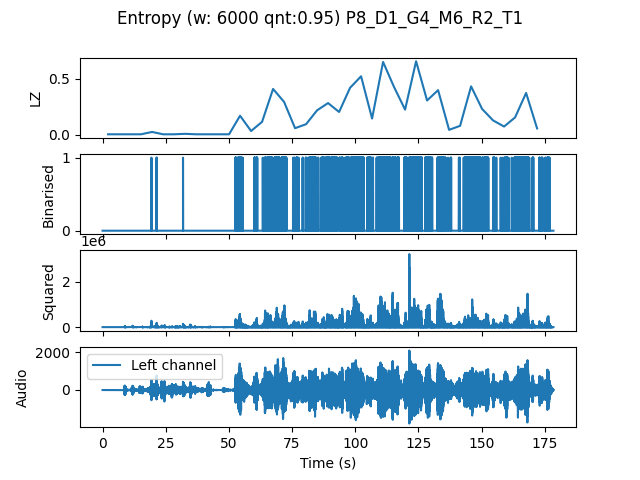 Entropy (w: 6000 qnt:0.95) P8_D1_G4_M6_R2_T1
0.5
0.0
LZ
1
0
Binarised
1e6
2
0
Squared
2000
0
Audio
Left channel
0 25 50 75 100 125 150 175
Time (s)